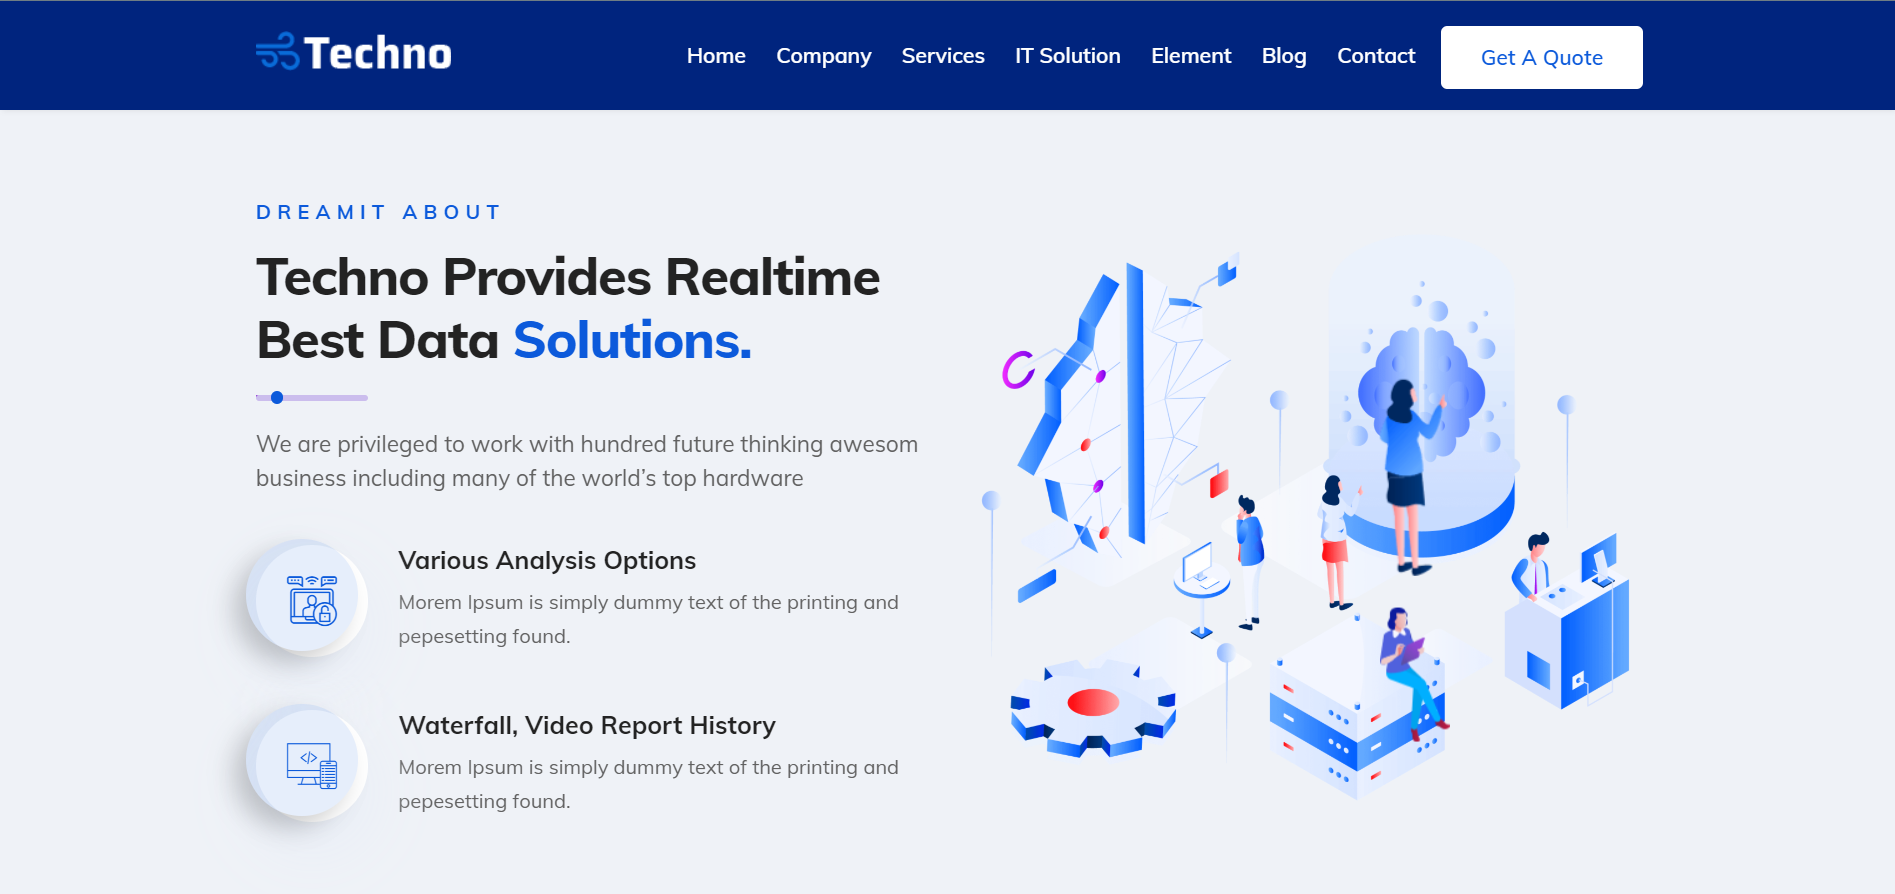 Techno
Home Company Services IT Solution Element Blog Contact Get A Quote
DREAMIT ABOUT
Techno Provides Realtime
Best Data Solutions.
We are privileged to work with hundred future thinking awesom
business including many of the world's top hardware
Various Analysis Options
Morem Ipsum is simply dummy text of the printing and
pepesetting found.
Waterfall, Video Report History
Morem Ipsum is simply dummy text of the printing and
pepesetting found.